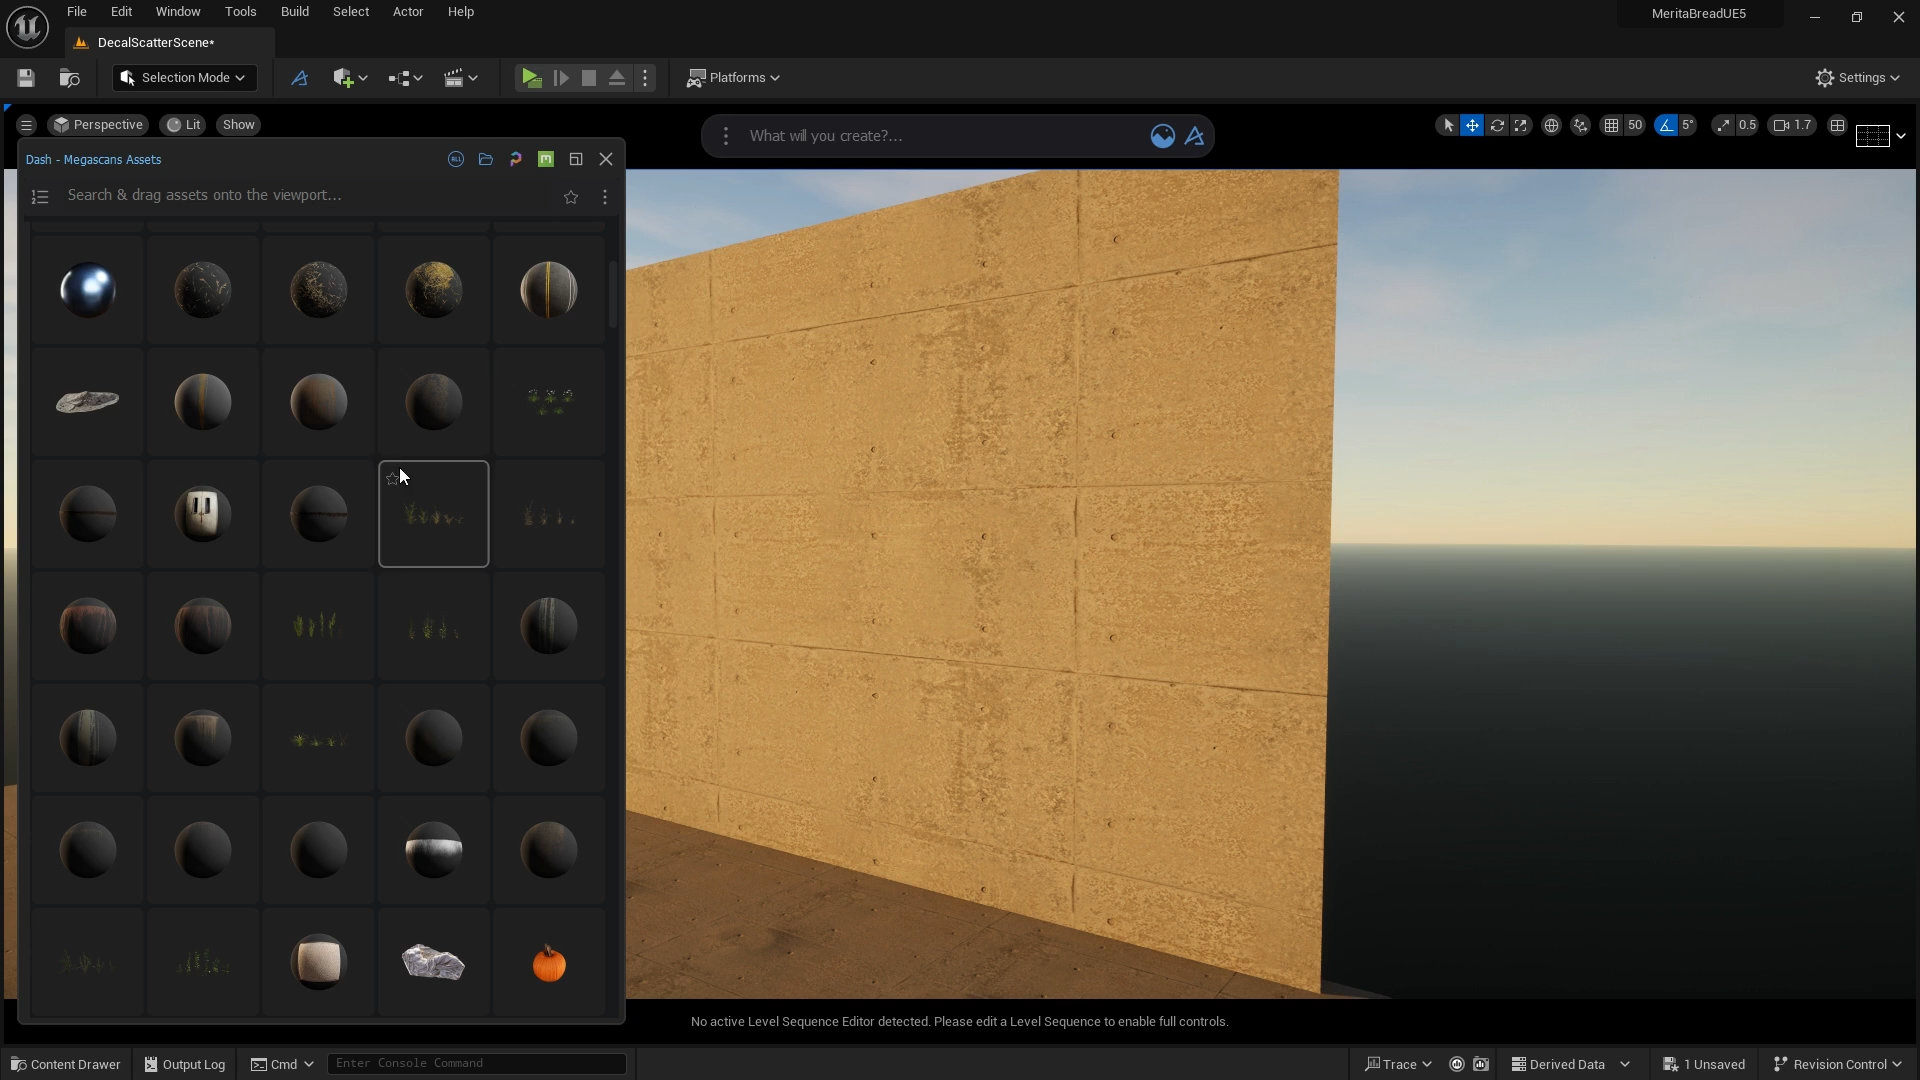 File Edit Window Tools Build Select Actor Help
MeritaBreadUE5
DecalScatterScene*
Selection Mode
Platforms
Settings
Perspective Lit Show
What will you create?...
50 5° 0.5 1.7
Dash - Megascans Assets
Search & drag assets onto the viewport...
No active Level Sequence Editor detected. Please edit a Level Sequence to enable full controls.
Content Drawer Output Log Cmd Enter Console Command
Trace Derived Data 1 Unsaved Revision Control